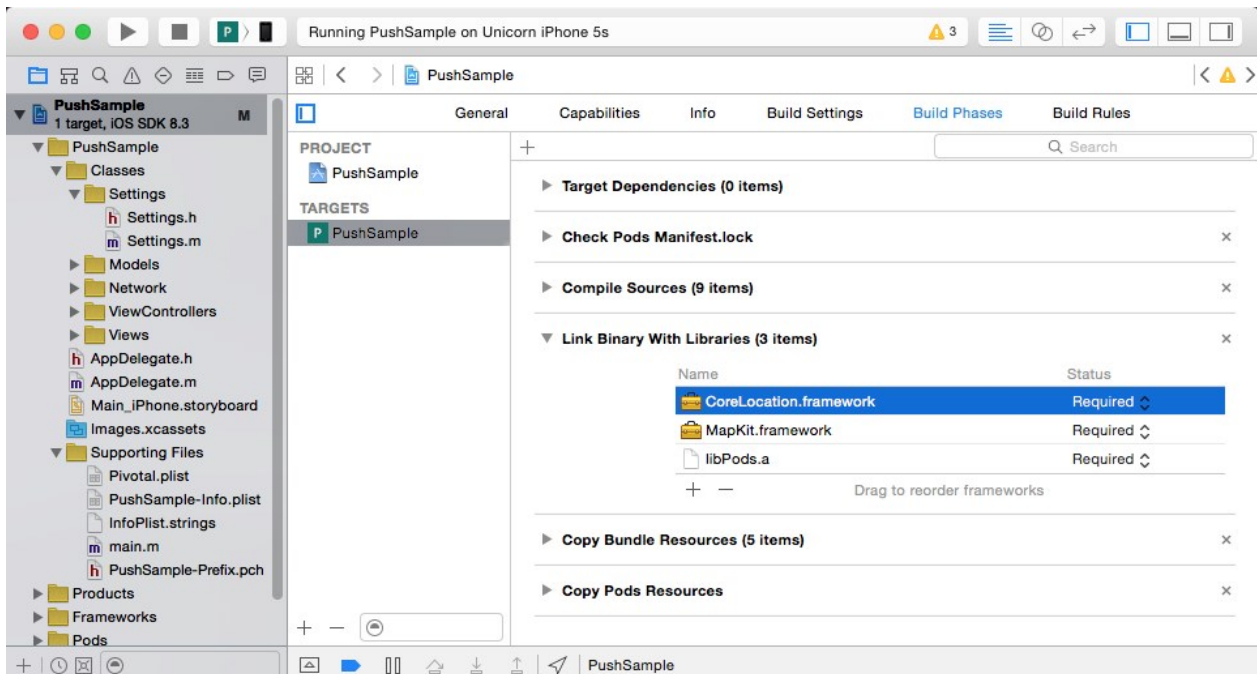 P
Running PushSample on Unicorn iPhone 5s
3
PushSample
PushSample
1 target, iOS SDK 8.3
M
PushSample
Classes
Settings
h Settings.h
m Settings.m
Models
Network
ViewControllers
Views
h AppDelegate.h
m AppDelegate.m
Main_iPhone.storyboard
Images.xcassets
Supporting Files
Pivotal.plist
PushSample-Info.plist
InfoPlist.strings
m main.m
h PushSample-Prefix.pch
Products
Frameworks
Pods
General Capabilities Info Build Settings Build Phases Build Rules
PROJECT
PushSample
TARGETS
P PushSample
Search
Target Dependencies (0 items)
Check Pods Manifest.lock
Compile Sources (9 items)
Link Binary With Libraries (3 items)
Name Status
CoreLocation.framework Required
MapKit.framework Required
libPods.a Required
Drag to reorder frameworks
Copy Bundle Resources (5 items)
Copy Pods Resources
PushSample